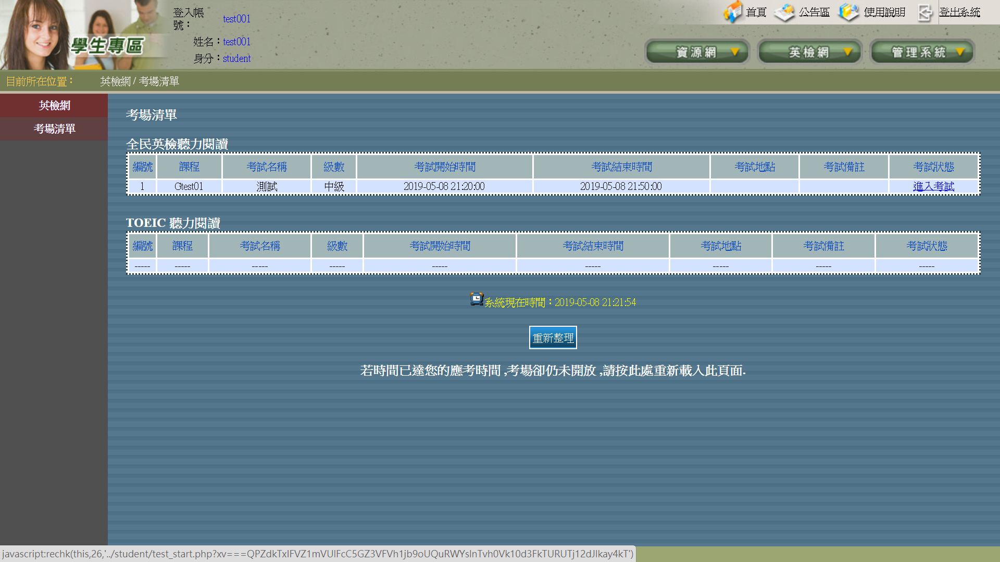 登入帳號： test001
姓名：test001
身分：student
學生專區
首頁 公告區 使用說明 登出系統
資源網 英檢網 管理系統
目前所在位置： 英檢網 / 考場清單
英檢網
考場清單
考場清單
全民英檢聽力閱讀
編號 課程 考試名稱 級數 考試開始時間 考試結束時間 考試地點 考試備註 考試狀態
1 Gtest01 測試 中級 2019-05-08 21:20:00 2019-05-08 21:50:00 進入考試
TOEIC 聽力閱讀
編號 課程 考試名稱 級數 考試開始時間 考試結束時間 考試地點 考試備註 考試狀態
----- ----- ----- ----- ----- ----- ----- ----- -----
系統現在時間：2019-05-08 21:21:54
重新整理
若時間已達您的應考時間 ,考場卻仍未開放 ,請按此處重新載入此頁面.
javascript:rechk(this,26,'../student/test_start.php?xv===QPZdkTxIFVZ1mVUlFcC5GZ3VFVh1jb9oUQuRWYslnTvh0Vk10d3FkTURUTj12dJlkay4kT')